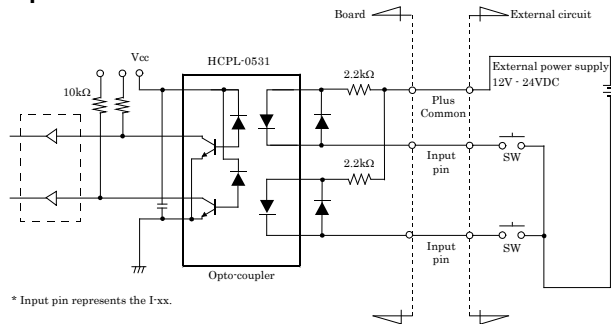 Board
External circuit
Vcc
HCPL-0531
10kΩ
2.2kΩ
External power supply
12V - 24VDC
Plus
Common
2.2kΩ
Input
pin
SW
Input
pin
SW
Opto-coupler
* Input pin represents the I-xx.